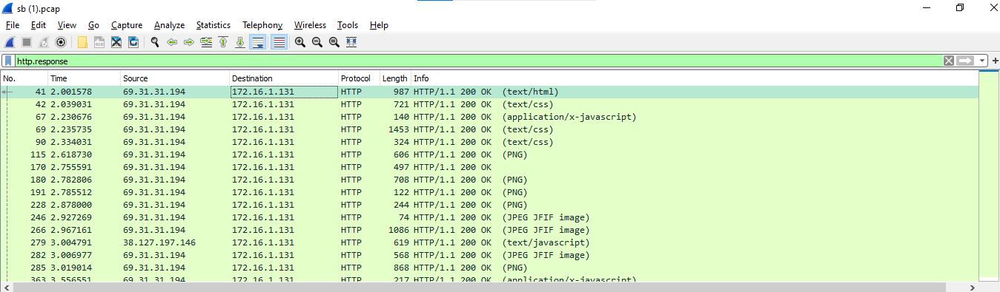 sb (1).pcap
File Edit View Go Capture Analyze Statistics Telephony Wireless Tools Help
http.response
No. Time Source Destination Protocol Length Info
41 2.001578 69.31.31.194 172.16.1.131 HTTP 987 HTTP/1.1 200 OK (text/html)
42 2.039031 69.31.31.194 172.16.1.131 HTTP 721 HTTP/1.1 200 OK (text/css)
67 2.230676 69.31.31.194 172.16.1.131 HTTP 140 HTTP/1.1 200 OK (application/x-javascript)
69 2.235735 69.31.31.194 172.16.1.131 HTTP 1453 HTTP/1.1 200 OK (text/css)
90 2.334031 69.31.31.194 172.16.1.131 HTTP 324 HTTP/1.1 200 OK (text/css)
115 2.618730 69.31.31.194 172.16.1.131 HTTP 606 HTTP/1.1 200 OK (PNG)
170 2.755591 69.31.31.194 172.16.1.131 HTTP 497 HTTP/1.1 200 OK
180 2.782806 69.31.31.194 172.16.1.131 HTTP 708 HTTP/1.1 200 OK (PNG)
191 2.785512 69.31.31.194 172.16.1.131 HTTP 122 HTTP/1.1 200 OK (PNG)
228 2.878000 69.31.31.194 172.16.1.131 HTTP 244 HTTP/1.1 200 OK (PNG)
246 2.927269 69.31.31.194 172.16.1.131 HTTP 74 HTTP/1.1 200 OK (JPEG JFIF image)
266 2.967161 69.31.31.194 172.16.1.131 HTTP 1086 HTTP/1.1 200 OK (JPEG JFIF image)
279 3.004791 38.127.197.146 172.16.1.131 HTTP 619 HTTP/1.1 200 OK (text/javascript)
282 3.006977 69.31.31.194 172.16.1.131 HTTP 568 HTTP/1.1 200 OK (JPEG JFIF image)
285 3.019014 69.31.31.194 172.16.1.131 HTTP 868 HTTP/1.1 200 OK (PNG)
363 3.556551 69.31.31.194 172.16.1.131 HTTP 217 HTTP/1.1 200 OK (application/x-javascript)